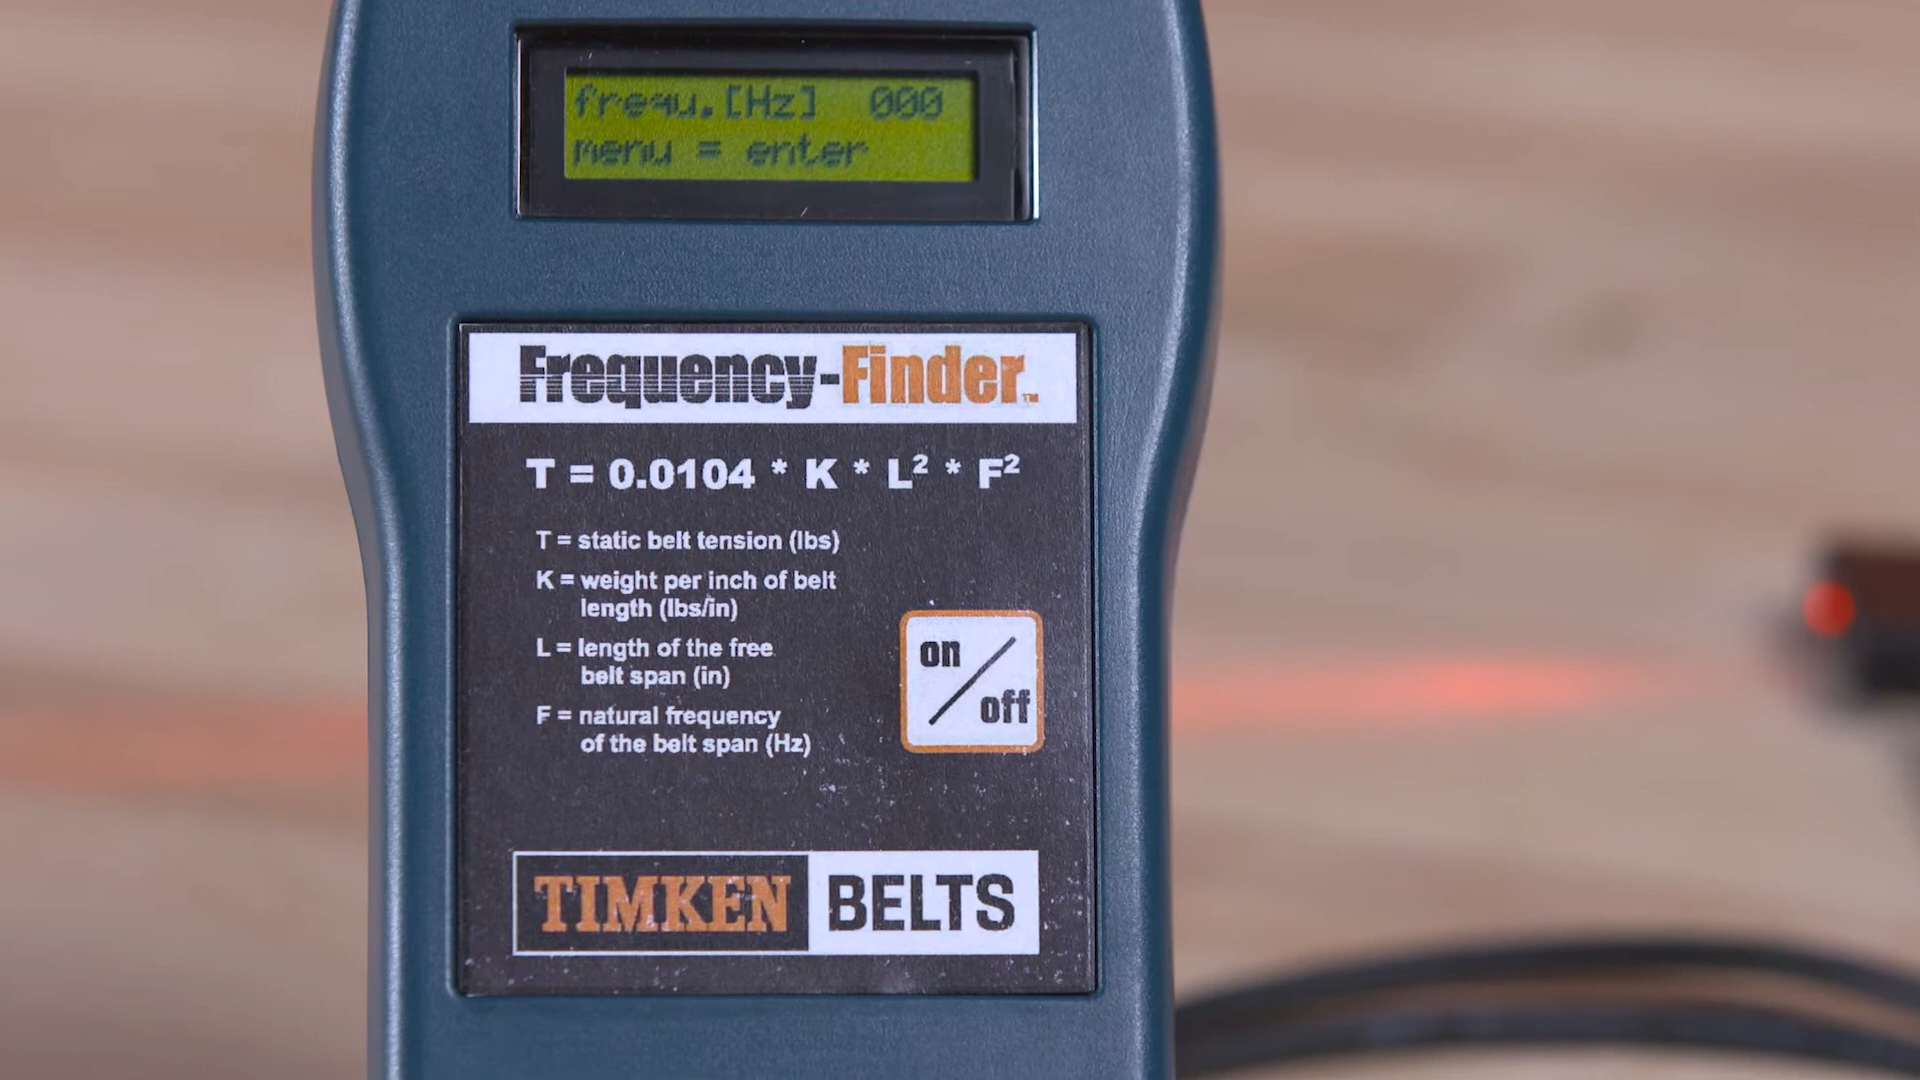 frequ.[Hz] 000
menu = enter
Frequency-Finder™
T = 0.0104 * K * L² * F²
T = static belt tension (lbs)
K = weight per inch of belt
length (lbs/in)
L = length of the free
belt span (in)
F = natural frequency
of the belt span (Hz)
on/off
TIMKEN BELTS